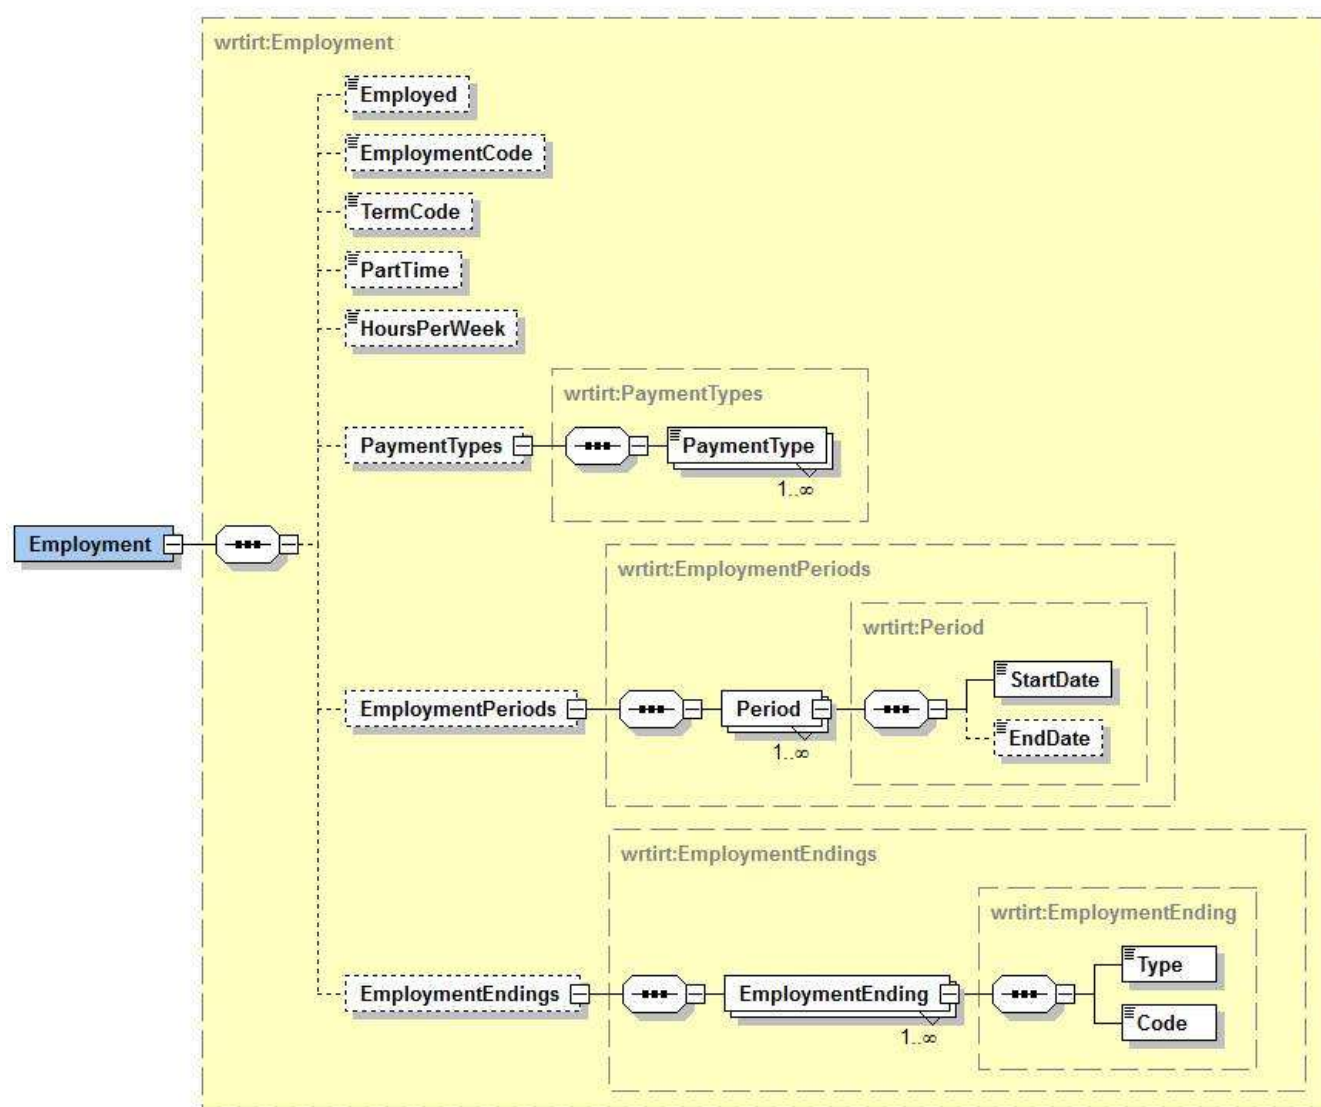 wrtirt:Employment
Employed
EmploymentCode
TermCode
PartTime
HoursPerWeek
wrtirt:PaymentTypes
PaymentTypes
PaymentType
1..∞
Employment
wrtirt:EmploymentPeriods
wrtirt:Period
StartDate
EmploymentPeriods
Period
EndDate
1..∞
wrtirt:EmploymentEndings
wrtirt:EmploymentEnding
Type
EmploymentEndings
EmploymentEnding
Code
1..∞